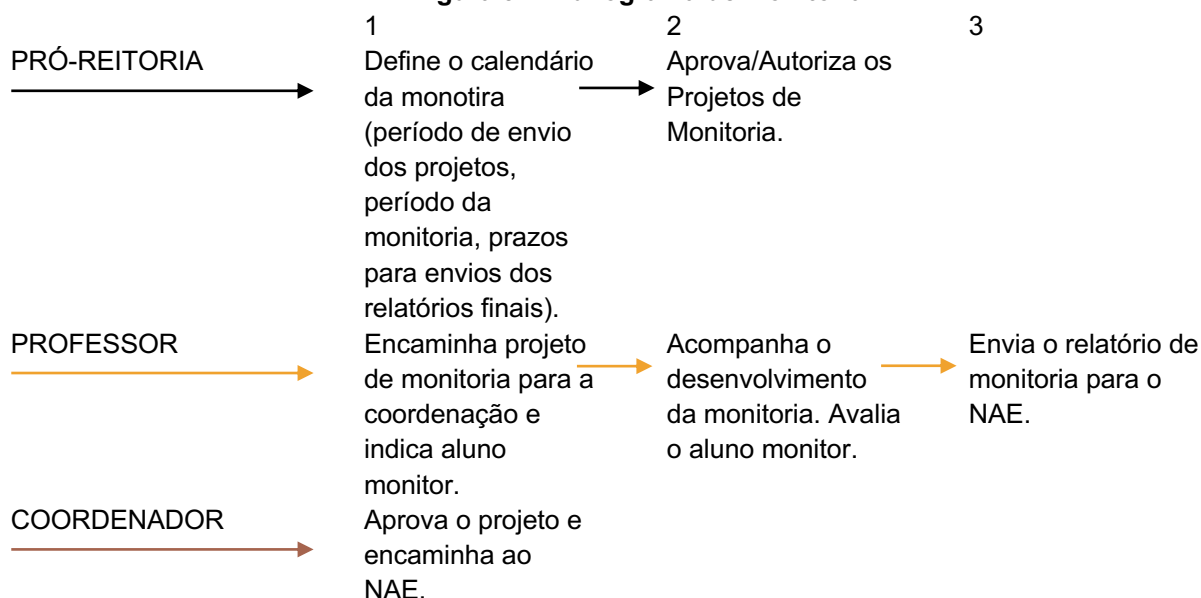 1 2 3
PRÓ-REITORIA
Define o calendário
da monotira
(período de envio
dos projetos,
período da
monitoria, prazos
para envios dos
relatórios finais).
Aprova/Autoriza os
Projetos de
Monitoria.
PROFESSOR
Encaminha projeto
de monitoria para a
coordenação e
indica aluno
monitor.
Acompanha o
desenvolvimento
da monitoria. Avalia
o aluno monitor.
Envia o relatório de
monitoria para o
NAE.
COORDENADOR
Aprova o projeto e
encaminha ao
NAE.